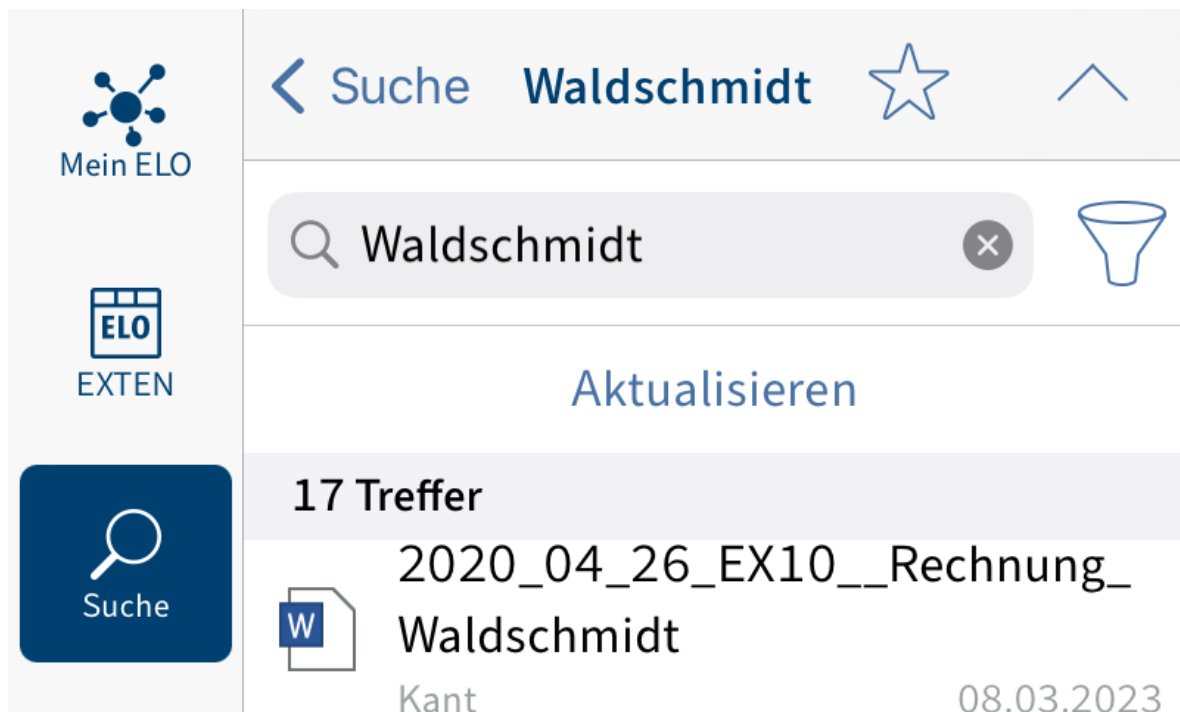 Mein ELO
ELO
EXTEN
Suche
Suche Waldschmidt
Waldschmidt
Aktualisieren
17 Treffer
2020_04_26_EX10__Rechnung_
W
Waldschmidt
Kant 08.03.2023